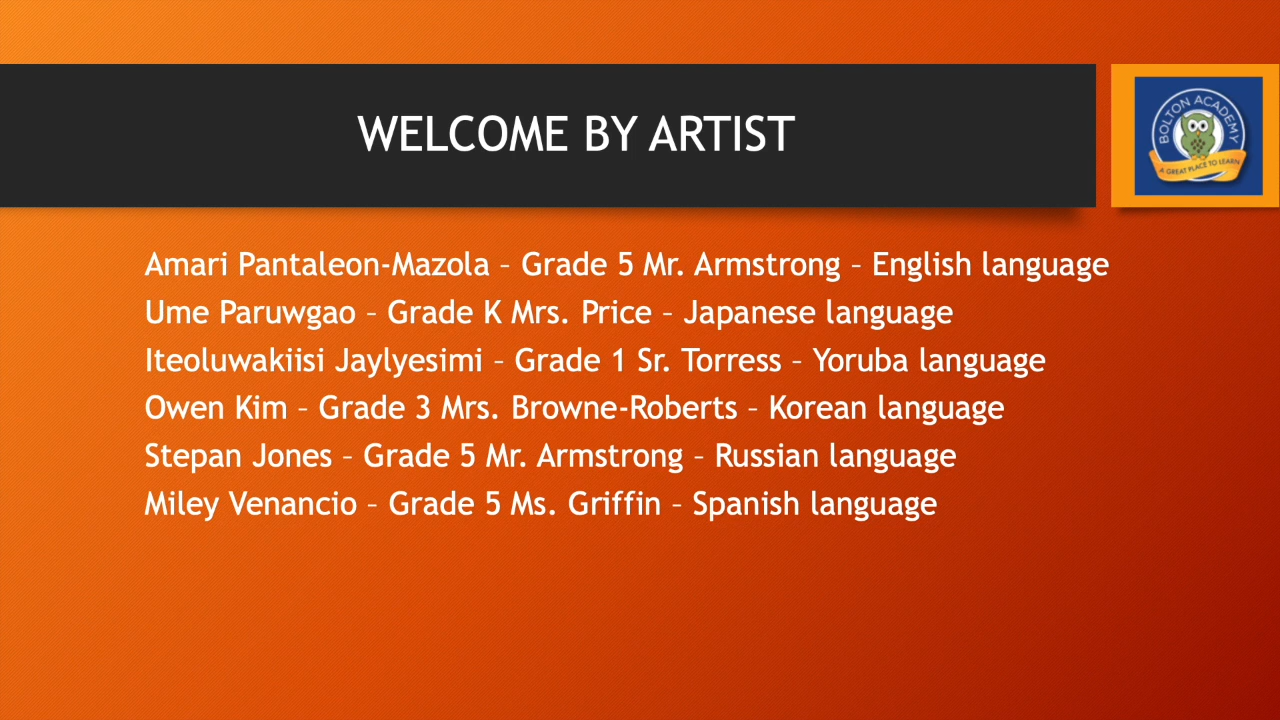 WELCOME BY ARTIST
BOLTON ACADEMY
A GREAT PLACE TO LEARN
Amari Pantaleon-Mazola – Grade 5 Mr. Armstrong – English language
Ume Paruwgao – Grade K Mrs. Price – Japanese language
Iteoluwakiisi Jaylyesimi – Grade 1 Sr. Torress – Yoruba language
Owen Kim – Grade 3 Mrs. Browne-Roberts – Korean language
Stepan Jones – Grade 5 Mr. Armstrong – Russian language
Miley Venancio – Grade 5 Ms. Griffin – Spanish language